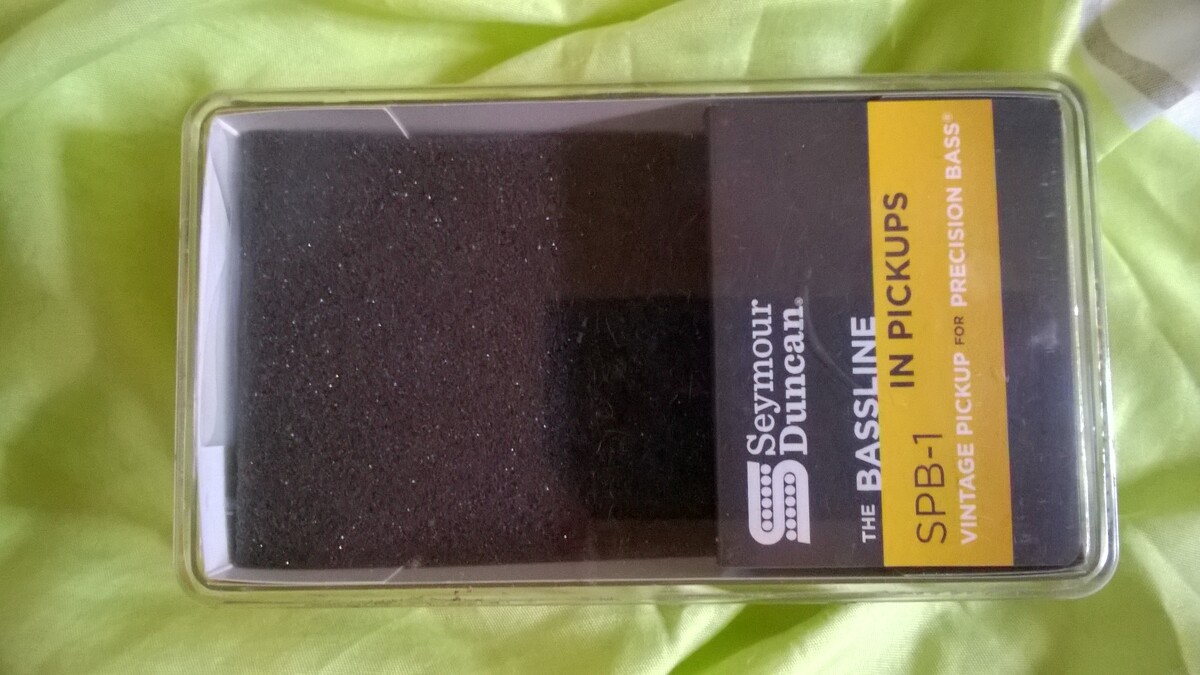 Seymour
Duncan®
THE BASSLINE
IN PICKUPS
SPB-1
VINTAGE PICKUP FOR PRECISION BASS®